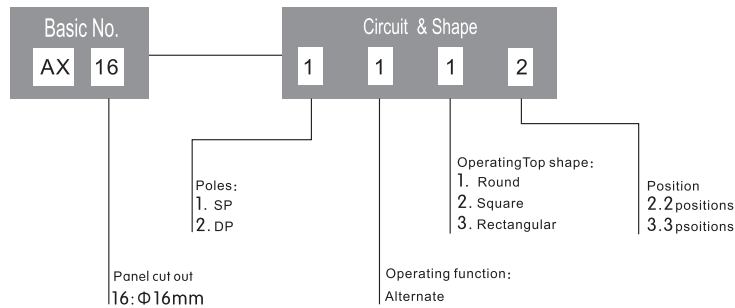 Basic No.
Circuit & Shape
AX 16
1 1 1 2
Poles:
1. SP
2. DP
OperatingTop shape:
1. Round
2. Square
3. Rectangular
Position
2.2positions
3.3psoitions
Panel cut out
16:Φ16mm
Operating function:
Alternate